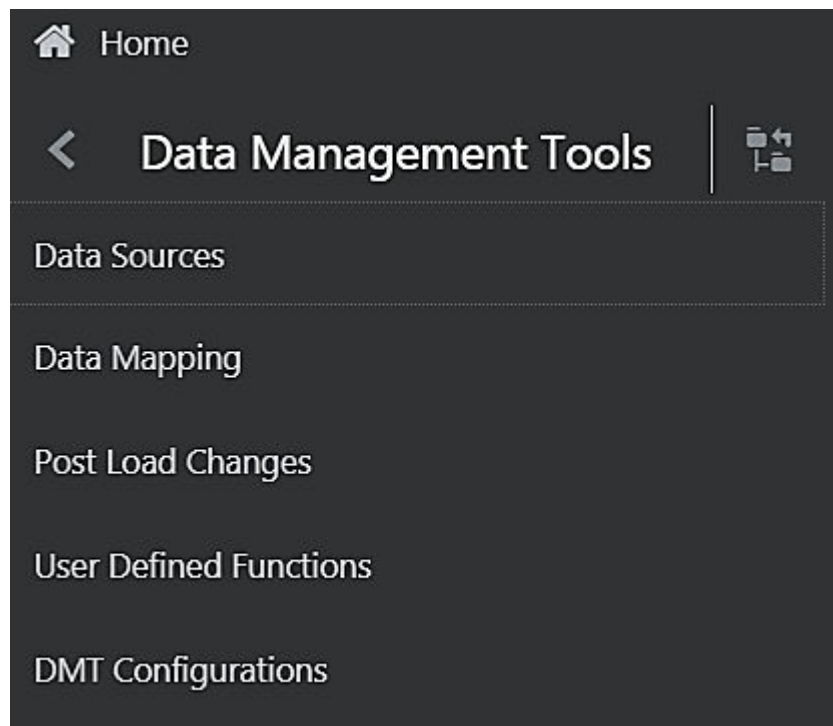 Home
Data Management Tools
Data Sources
Data Mapping
Post Load Changes
User Defined Functions
DMT Configurations